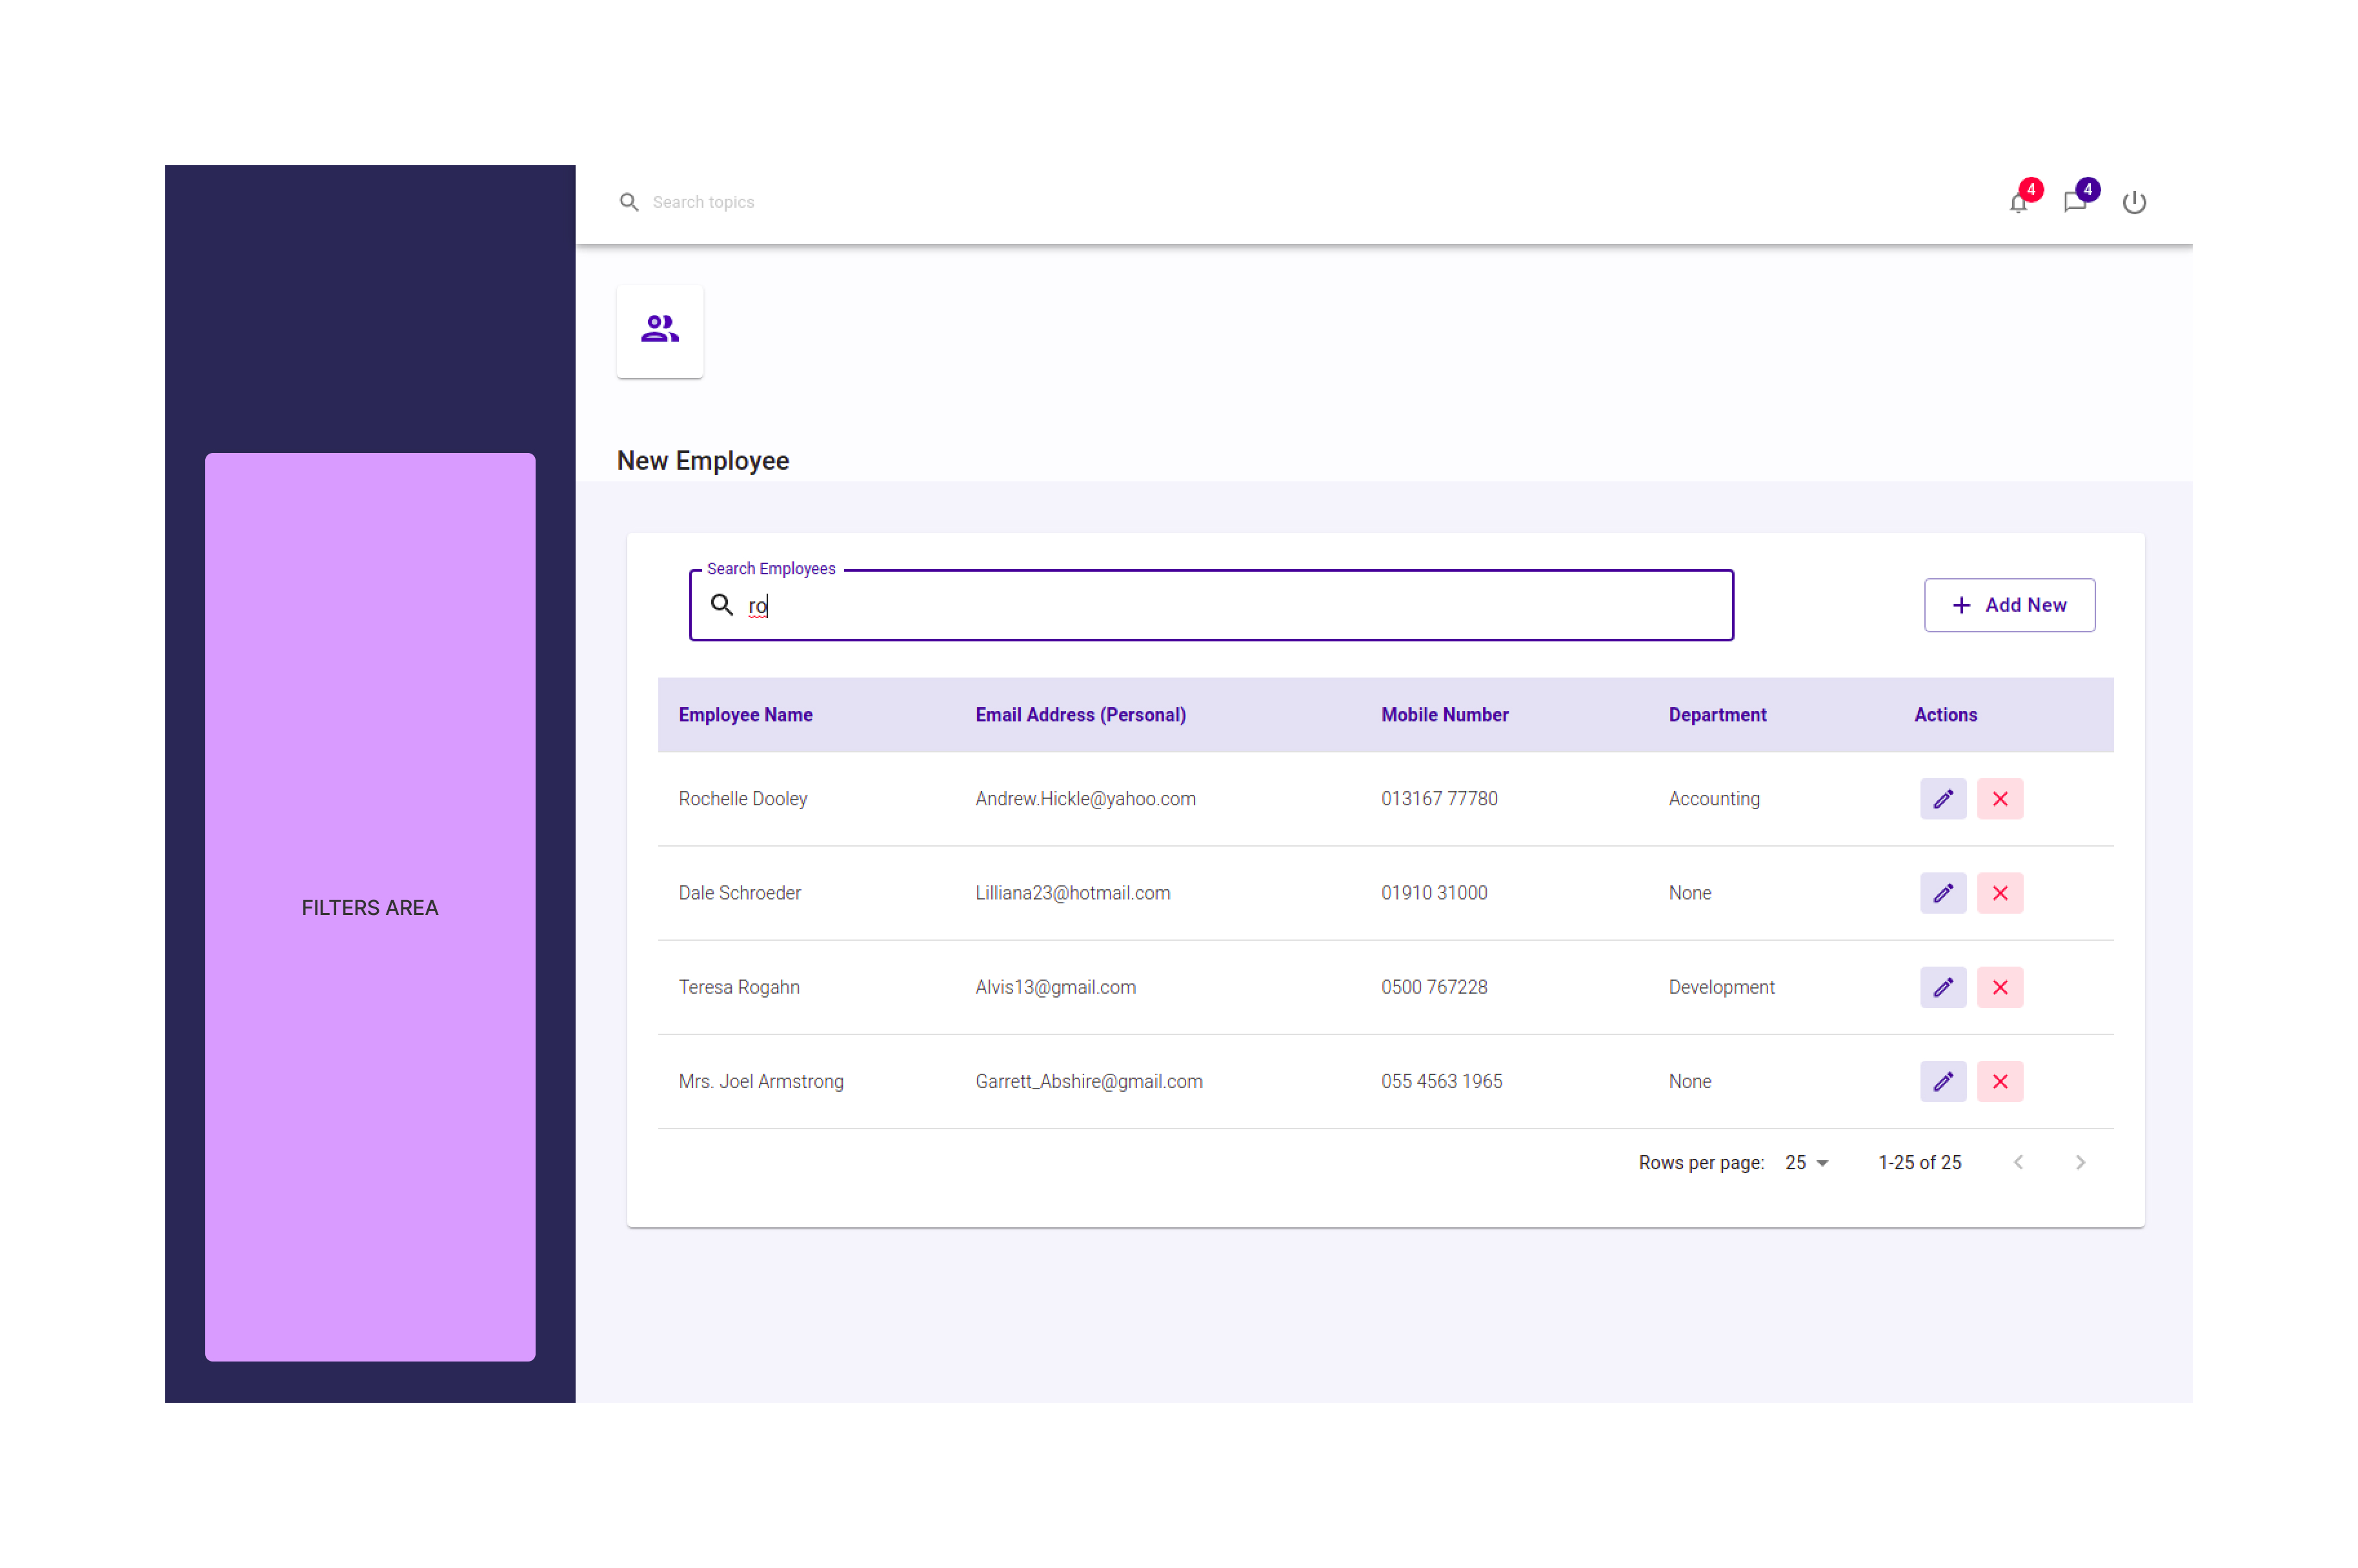 Search topics
4
4
New Employee
Search Employees
ro
Add New
Employee Name Email Address (Personal) Mobile Number Department Actions
Rochelle Dooley Andrew.Hickle@yahoo.com 013167 77780 Accounting
Dale Schroeder Lilliana23@hotmail.com 01910 31000 None
FILTERS AREA
Teresa Rogahn Alvis13@gmail.com 0500 767228 Development
Mrs. Joel Armstrong Garrett_Abshire@gmail.com 055 4563 1965 None
Rows per page: 25 1-25 of 25